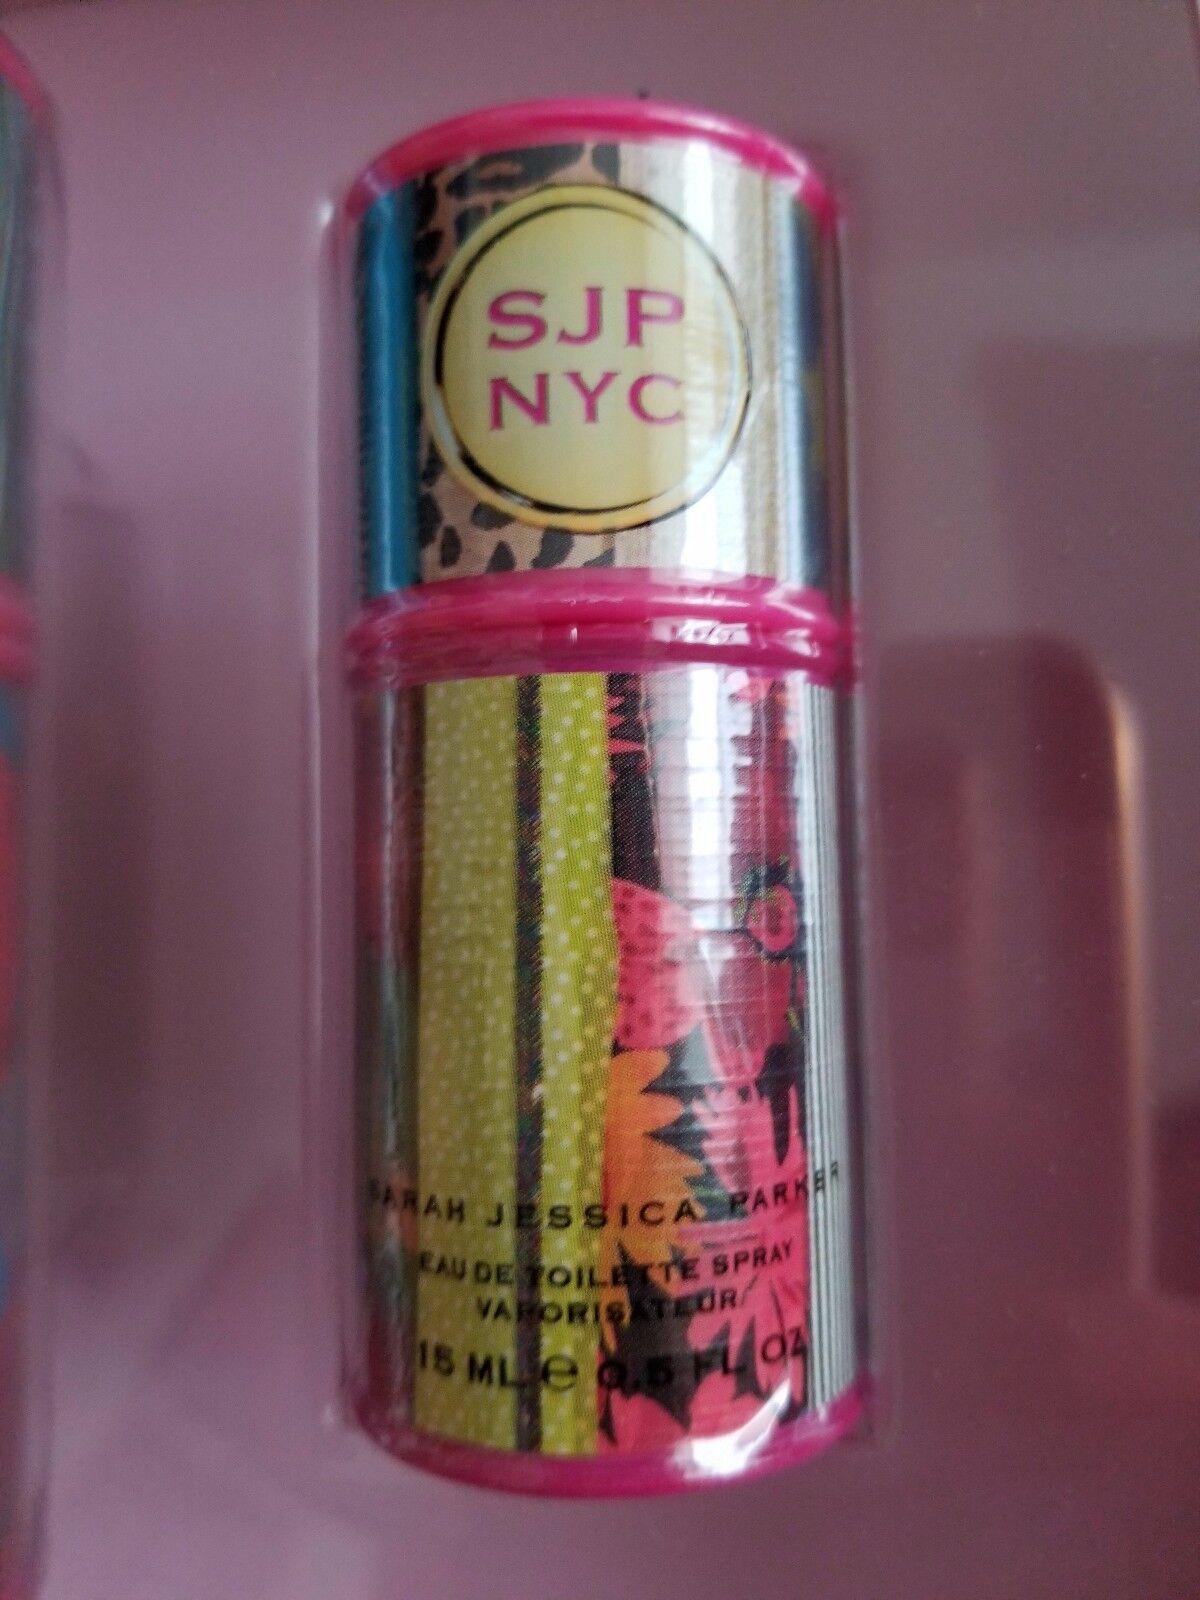 SJP
NYC
SARAH JESSICA PARKER
EAU DE TOILETTE SPRAY
VAPORISATEUR
15 ML e 0.5 FL OZ